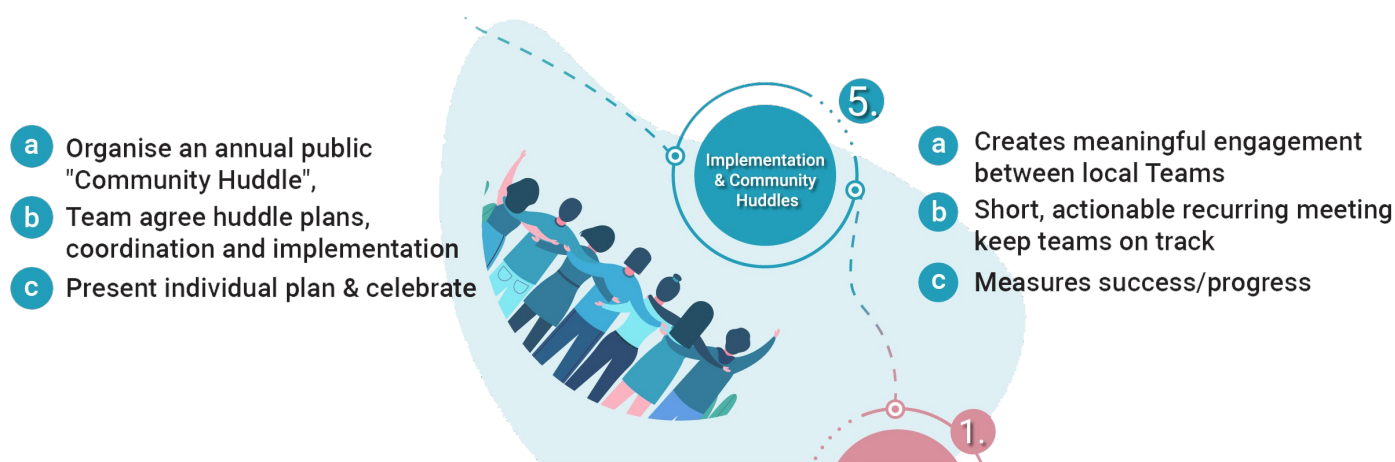 a Organise an annual public
"Community Huddle",
b Team agree huddle plans,
coordination and implementation
c Present individual plan & celebrate
5.
Implementation
& Community
Huddles
a Creates meaningful engagement
between local Teams
b Short, actionable recurring meeting
keep teams on track
c Measures success/progress
1.